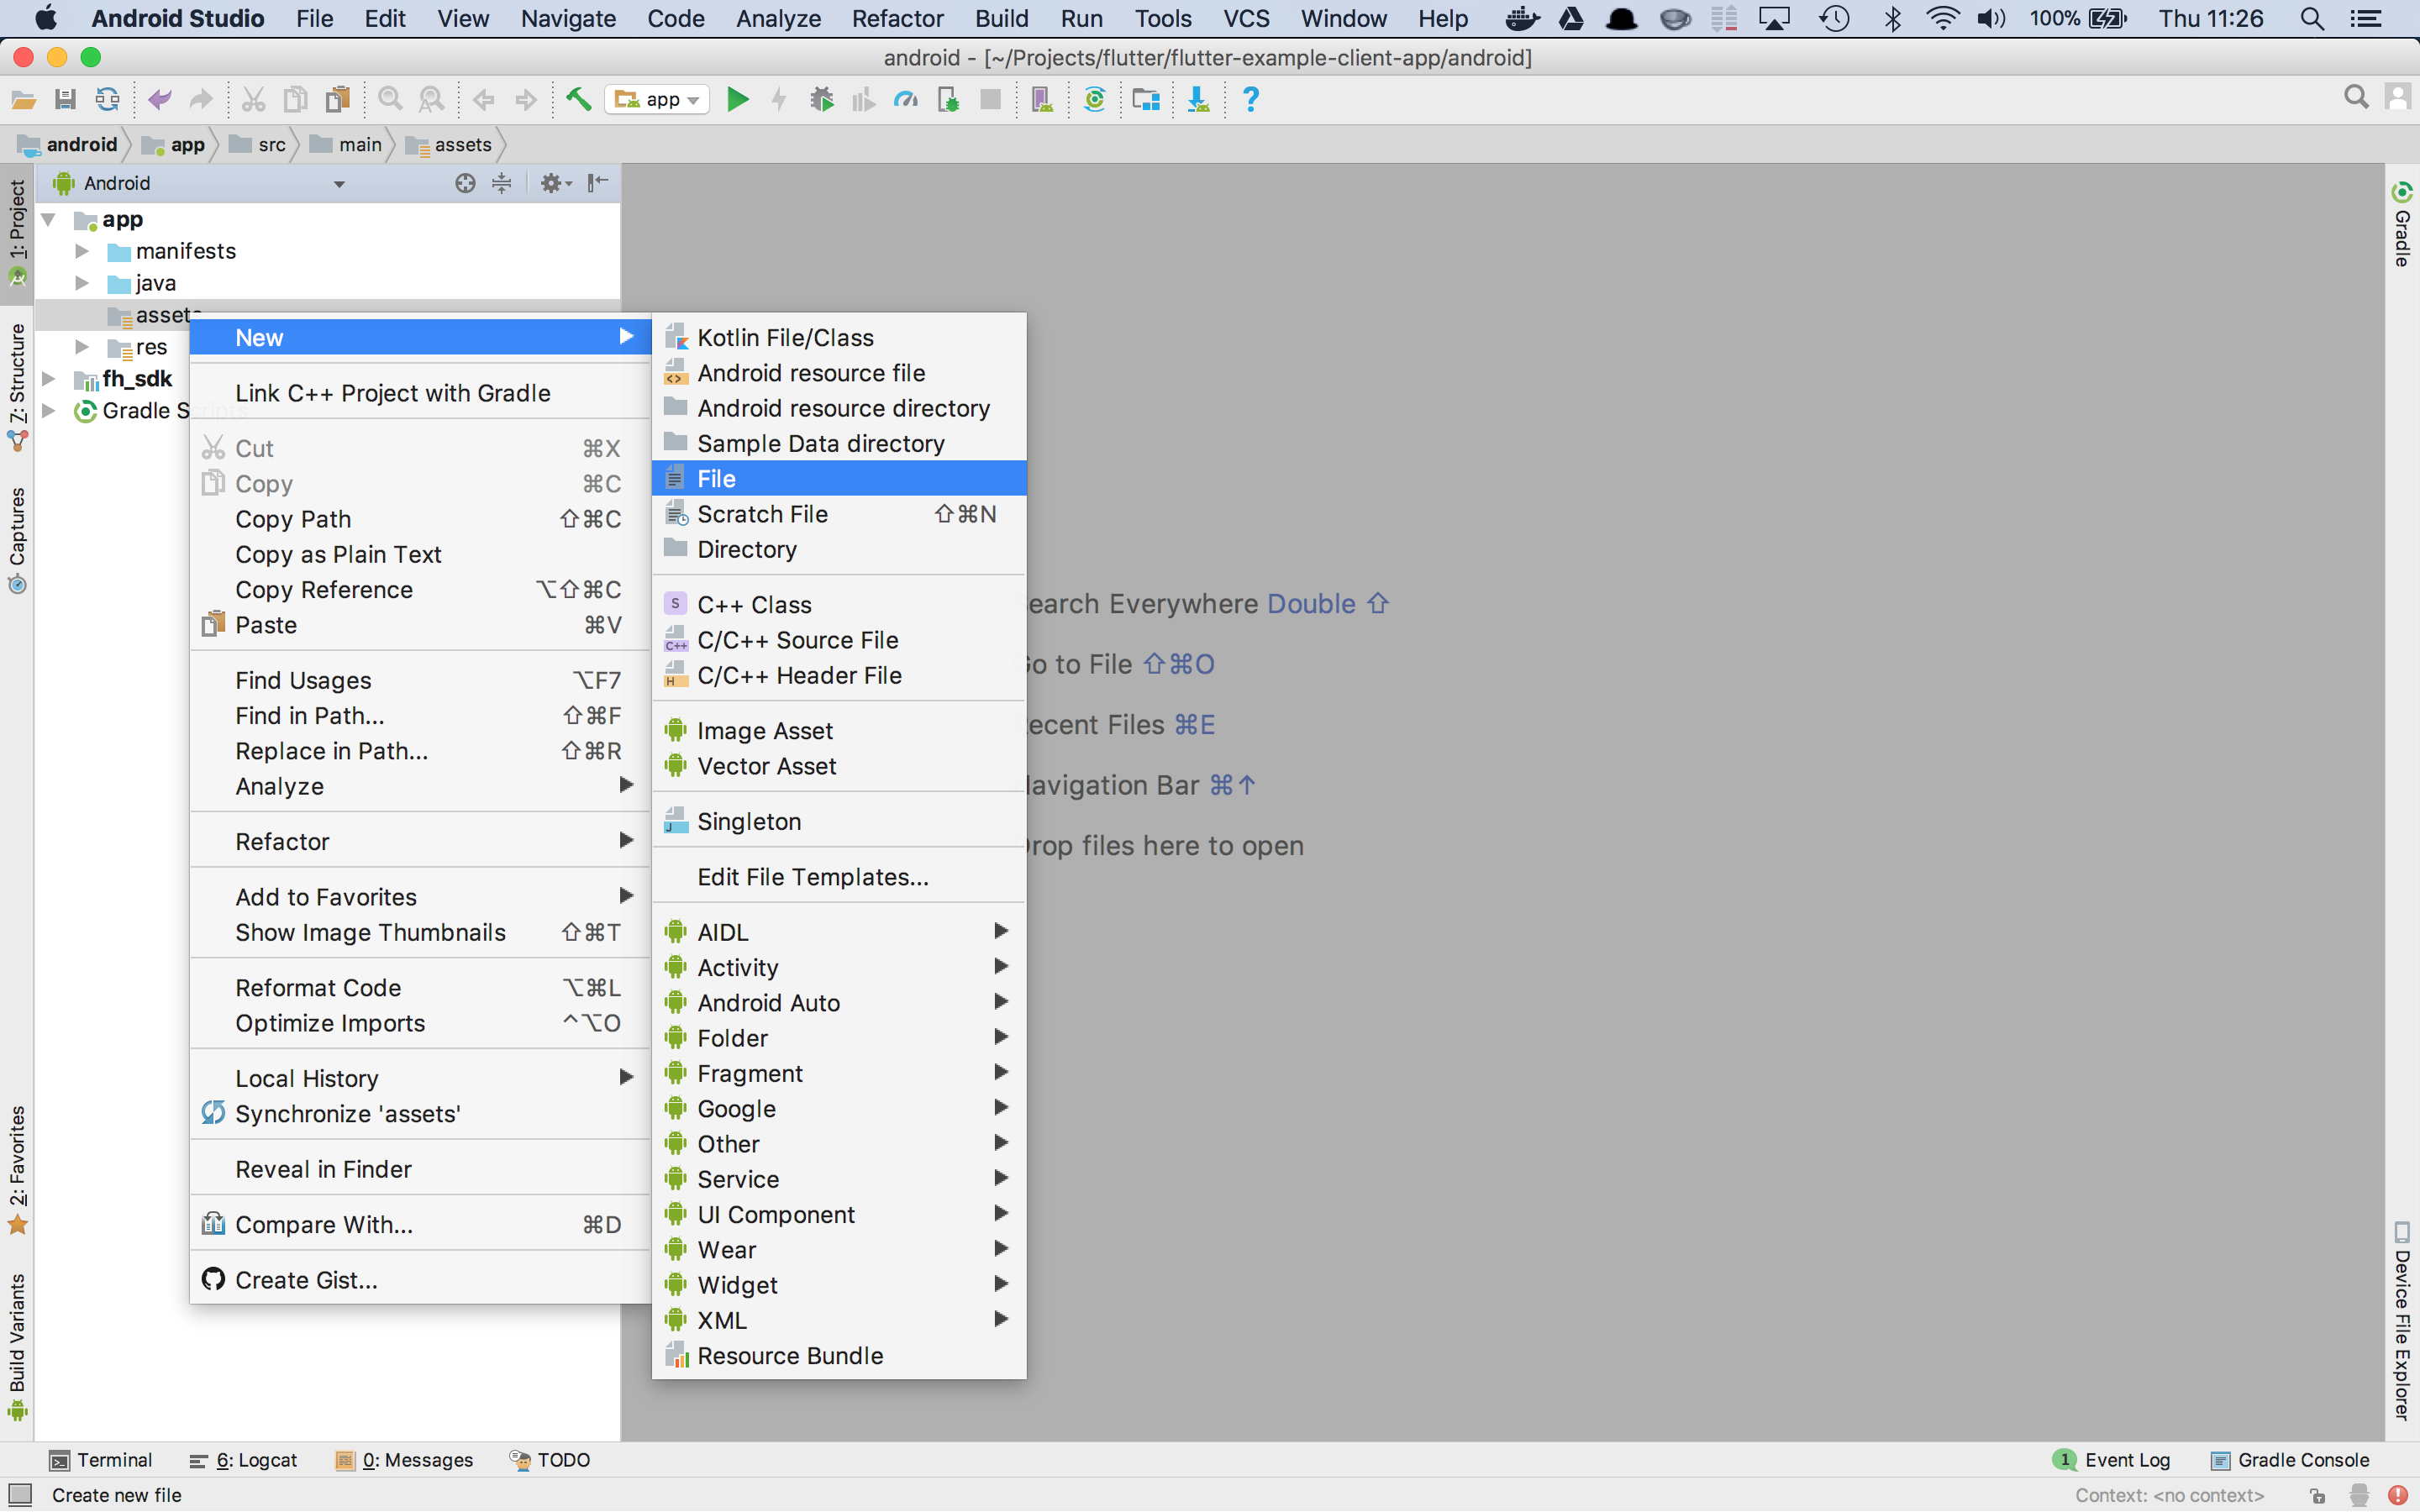 Android Studio File Edit View Navigate Code Analyze Refactor Build Run Tools VCS Window Help 100% Thu 11:26
android - [~/Projects/flutter/flutter-example-client-app/android]
app
android app src main assets
Android
app
manifests
java
assets
res
fh_sdk
Gradle Scripts
1: Project
7: Structure
Captures
2: Favorites
Build Variants
New
Link C++ Project with Gradle
Cut ⌘X
Copy ⌘C
Copy Path ⇧⌘C
Copy as Plain Text
Copy Reference ⌥⇧⌘C
Paste ⌘V
Find Usages ⌥F7
Find in Path... ⇧⌘F
Replace in Path... ⇧⌘R
Analyze
Refactor
Add to Favorites
Show Image Thumbnails ⇧⌘T
Reformat Code ⌥⌘L
Optimize Imports ^⌥O
Local History
Synchronize 'assets'
Reveal in Finder
Compare With... ⌘D
Create Gist...
Kotlin File/Class
Android resource file
Android resource directory
Sample Data directory
File
Scratch File ⇧⌘N
Directory
C++ Class
C/C++ Source File
C/C++ Header File
Image Asset
Vector Asset
Singleton
Edit File Templates...
AIDL
Activity
Android Auto
Folder
Fragment
Google
Other
Service
UI Component
Wear
Widget
XML
Resource Bundle
earch Everywhere Double ⇧
o to File ⇧⌘O
ecent Files ⌘E
avigation Bar ⌘↑
rop files here to open
Gradle
Device File Explorer
Terminal 6: Logcat 0: Messages TODO 1 Event Log Gradle Console
Create new file Context: <no context>